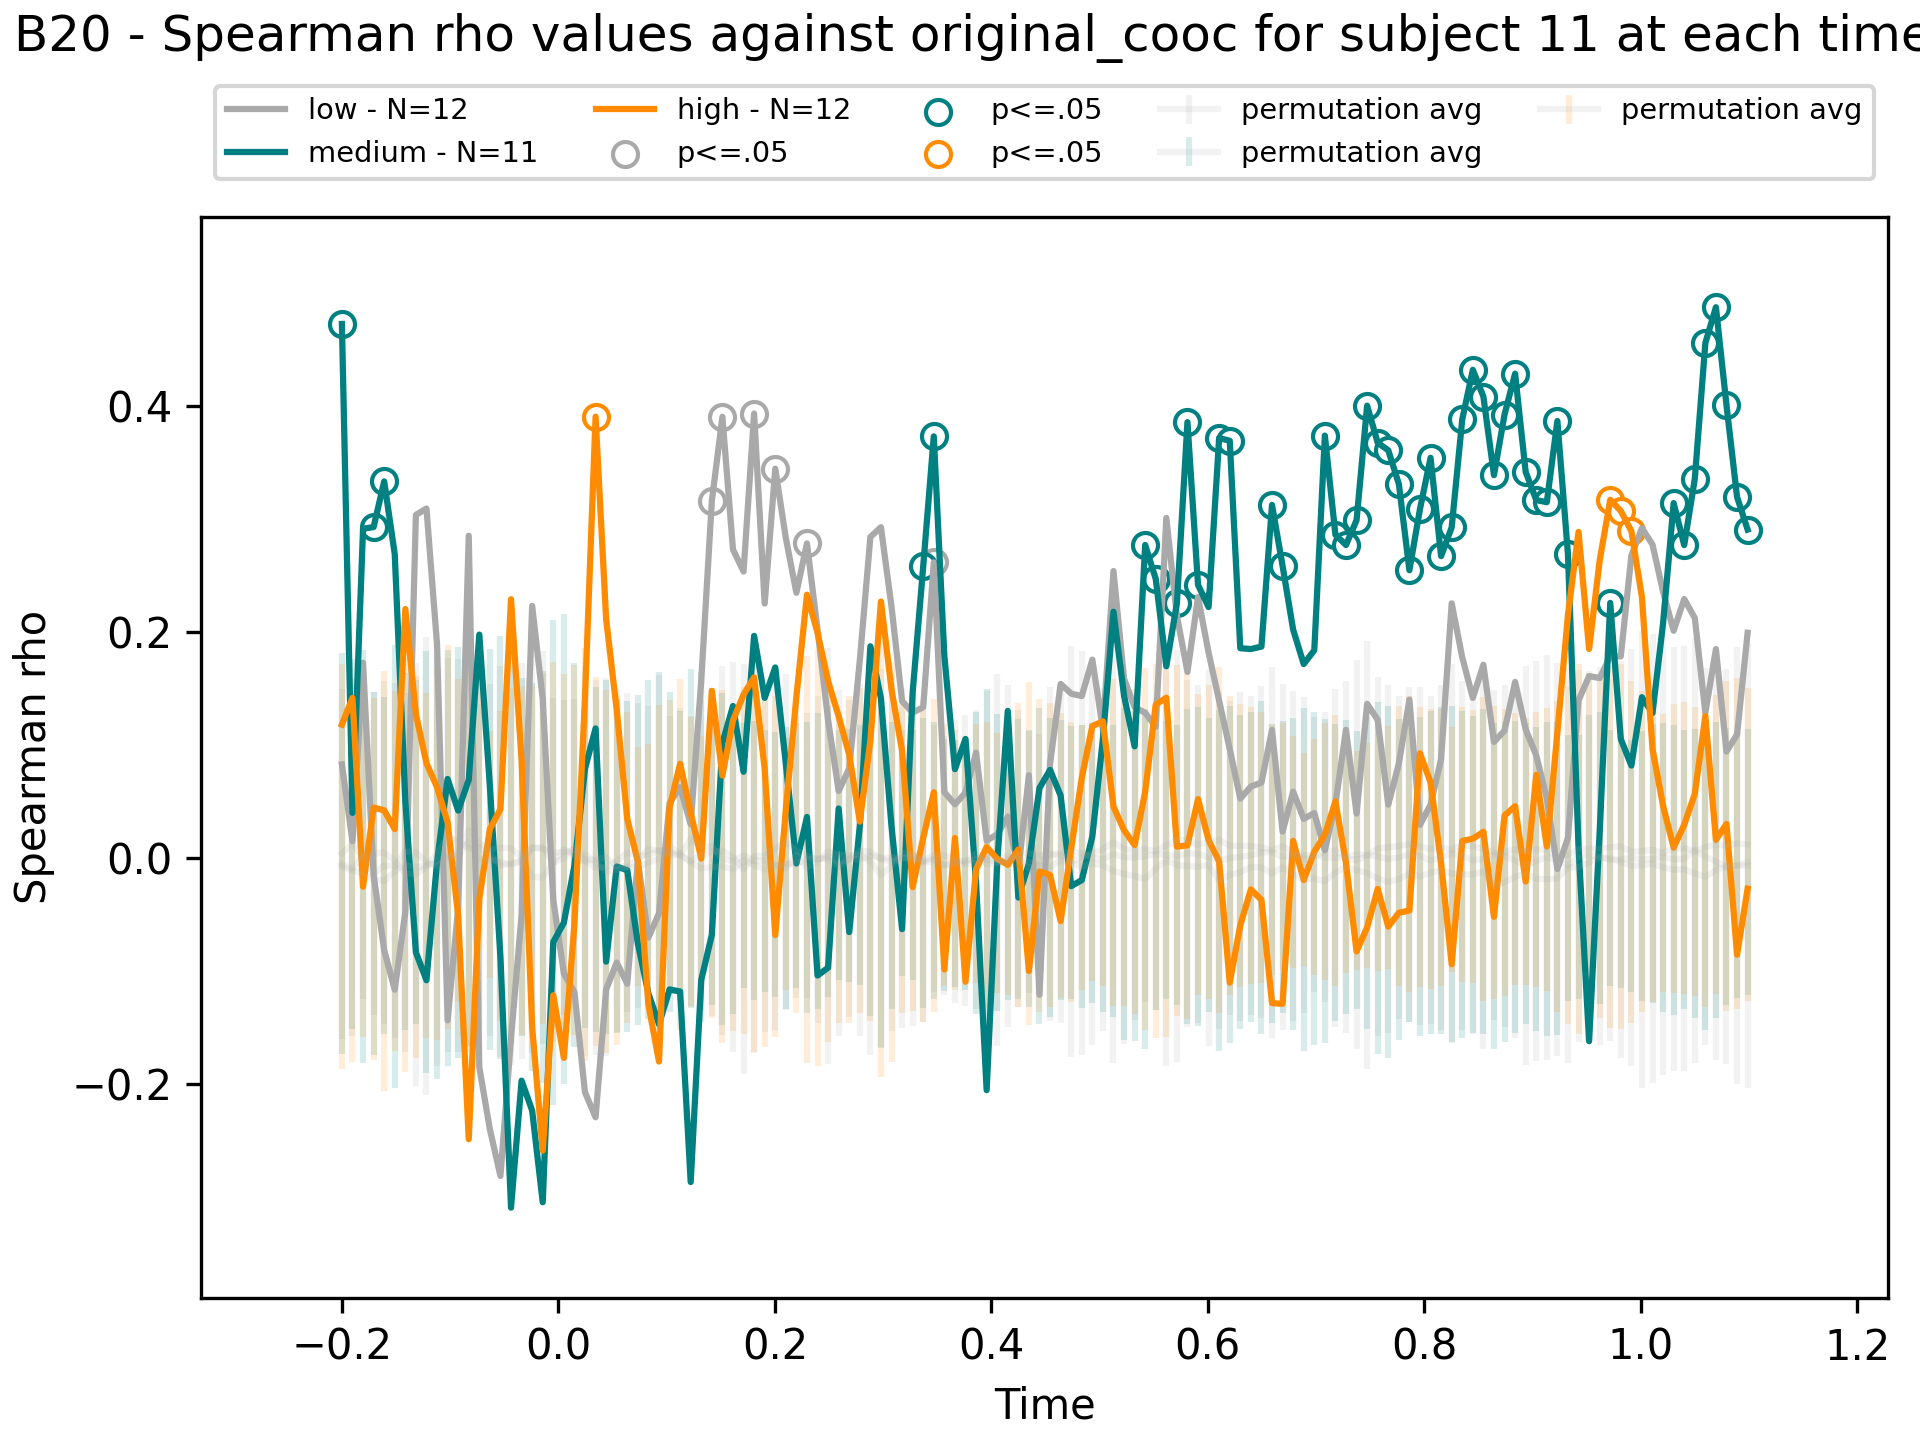 B20 - Spearman rho values against original_cooc for subject 11 at each time
low - N=12
medium - N=11
high - N=12
p<=.05
p<=.05
p<=.05
permutation avg
permutation avg
permutation avg
Spearman rho
0.4
0.2
0.0
−0.2
−0.2
0.0
0.2
0.4
0.6
0.8
1.0
1.2
Time